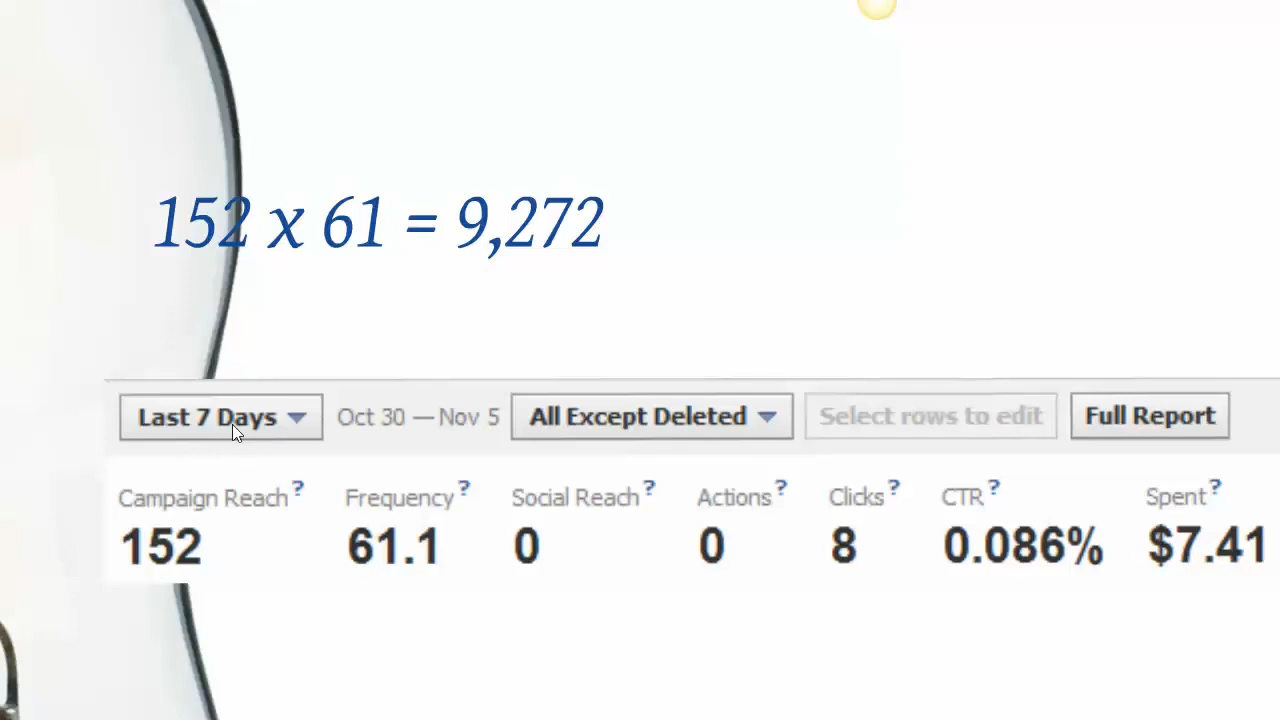 152 x 61 = 9,272
Last 7 Days Oct 30 — Nov 5 All Except Deleted Select rows to edit Full Report
Campaign Reach? Frequency? Social Reach? Actions? Clicks? CTR? Spent?
152 61.1 0 0 8 0.086% $7.41